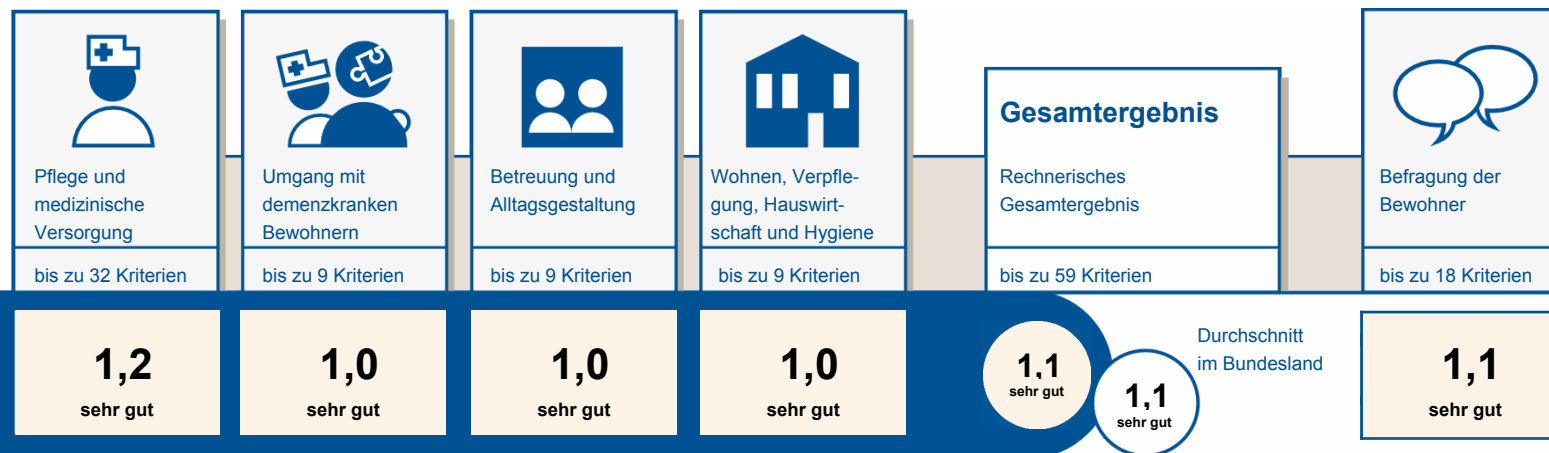 Pflege und
medizinische
Versorgung
bis zu 32 Kriterien
1,2
sehr gut
Umgang mit
demenzkranken
Bewohnern
bis zu 9 Kriterien
1,0
sehr gut
Betreuung und
Alltagsgestaltung
bis zu 9 Kriterien
1,0
sehr gut
Wohnen, Verpfle-
gung, Hauswirt-
schaft und Hygiene
bis zu 9 Kriterien
1,0
sehr gut
Gesamtergebnis
Rechnerisches
Gesamtergebnis
bis zu 59 Kriterien
1,1
sehr gut
Durchschnitt
im Bundesland
1,1
sehr gut
Befragung der
Bewohner
bis zu 18 Kriterien
1,1
sehr gut